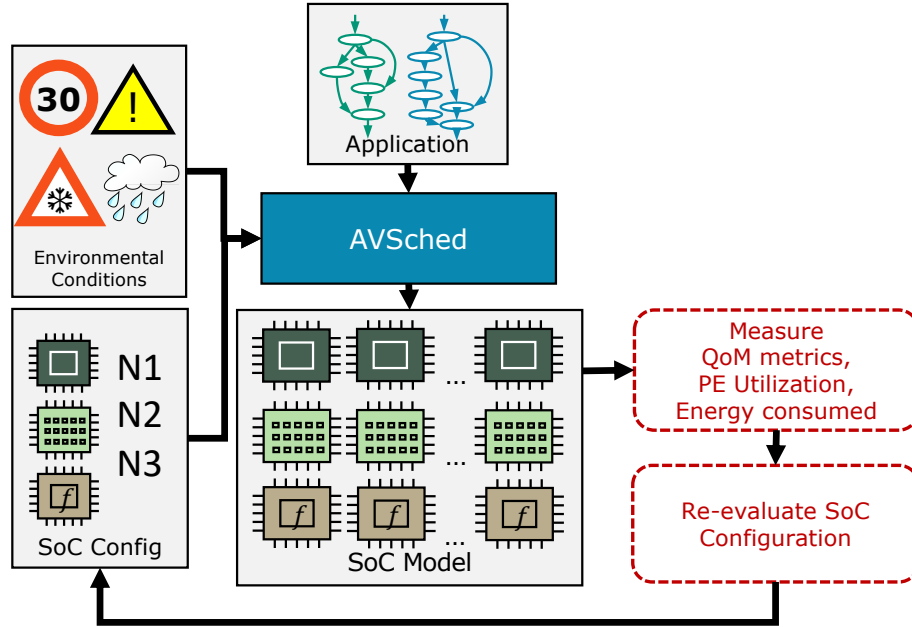 30
!
Environmental
Conditions
Application
AVSched
N1
N2
N3
SoC Config
...
...
f
f
f
f
...
SoC Model
Measure
QoM metrics,
PE Utilization,
Energy consumed
Re-evaluate SoC
Configuration